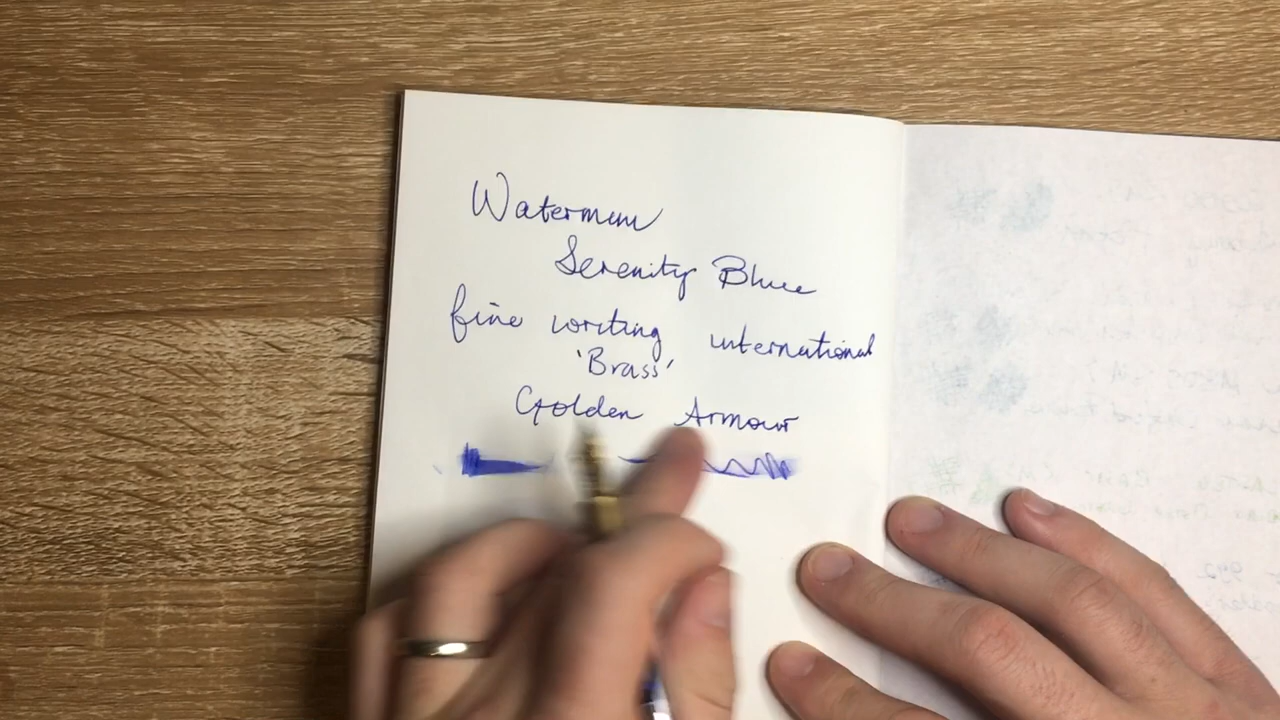 Waterman
Serenity Blue
fine writing international
'Brass'
Golden Armour